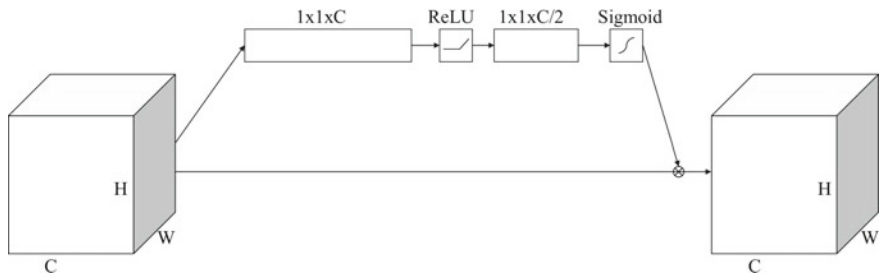 1x1xC
ReLU
1x1xC/2
Sigmoid
H
W
C
H
W
C